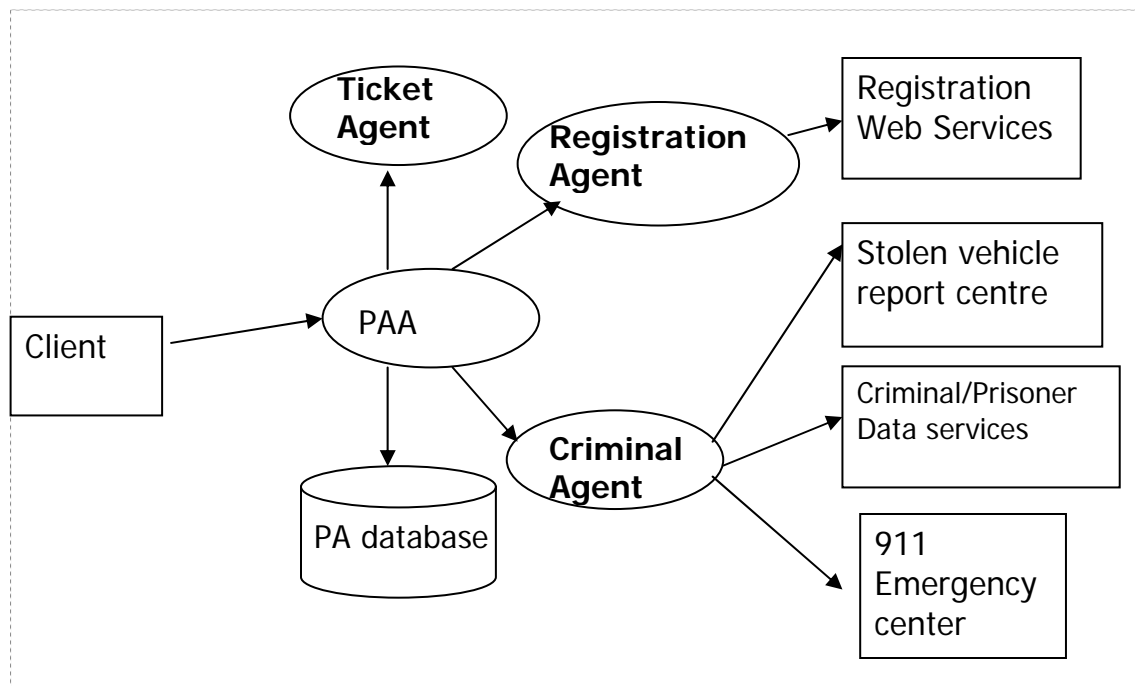 Ticket
Agent
Registration
Agent
Registration
Web Services
Stolen vehicle
report centre
PAA
Client
Criminal/Prisoner
Data services
Criminal
Agent
PA database
911
Emergency
center